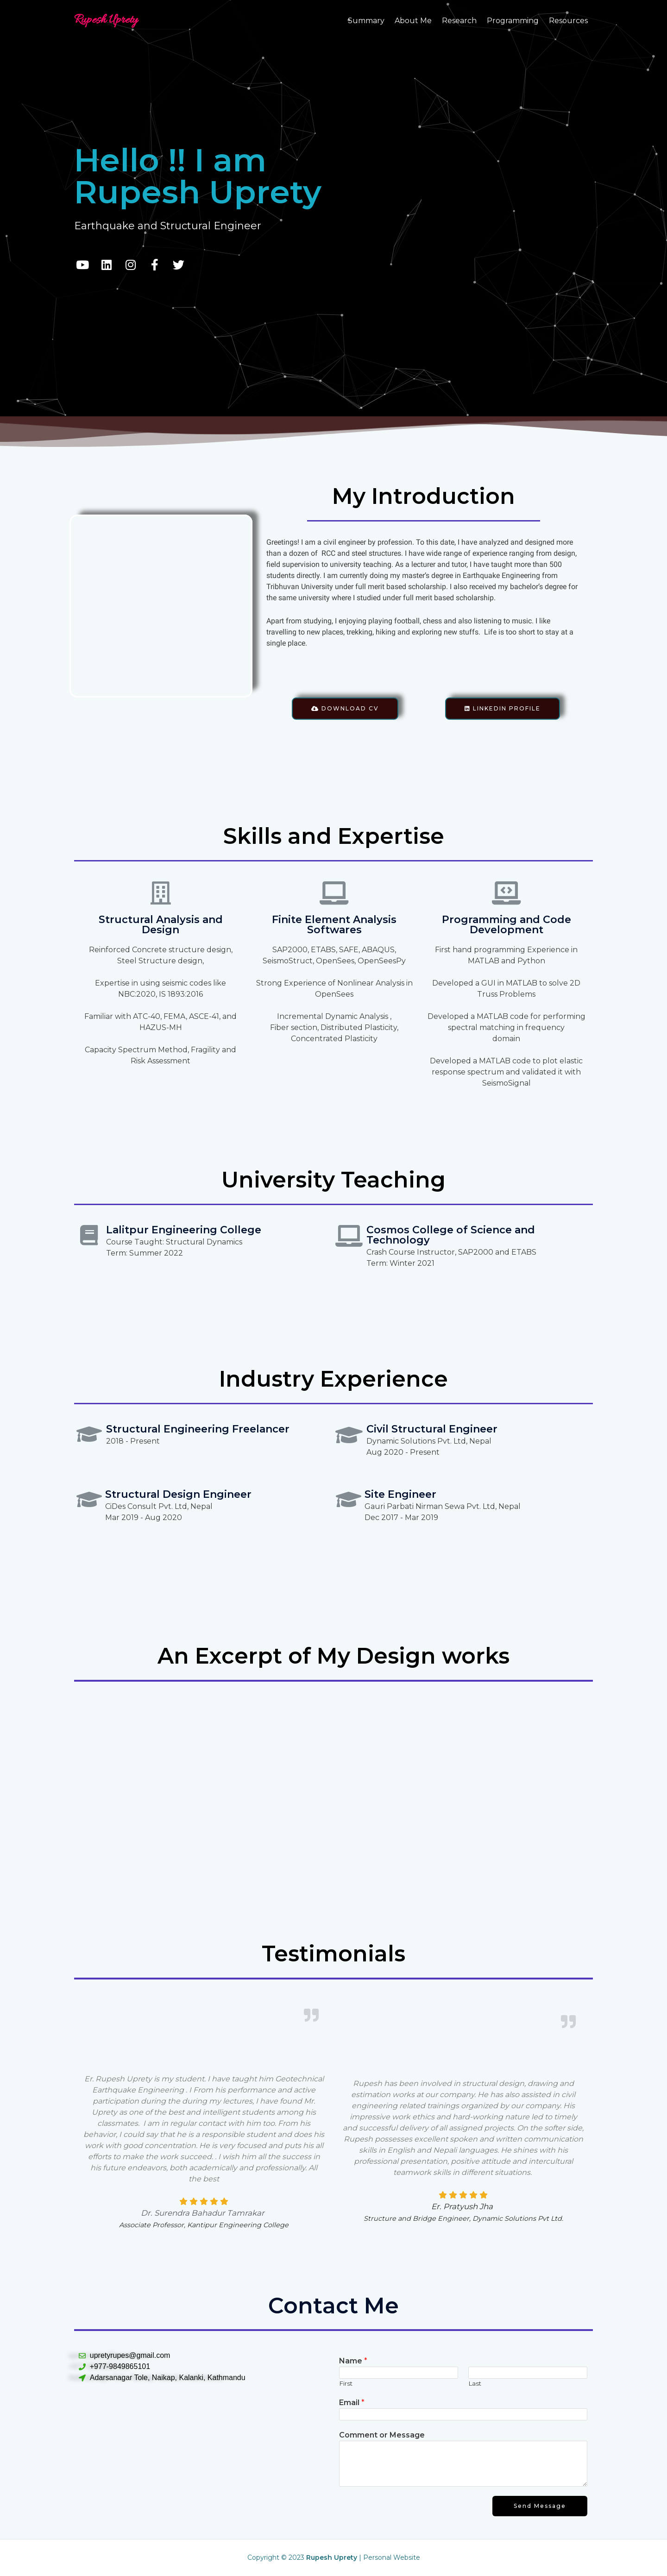 Rupesh Uprety
Summary About Me Research Programming Resources
Hello !! I am
Rupesh Uprety
Earthquake and Structural Engineer
My Introduction
Greetings! I am a civil engineer by profession. To this date, I have analyzed and designed more
than a dozen of  RCC and steel structures. I have wide range of experience ranging from design,
field supervision to university teaching. As a lecturer and tutor, I have taught more than 500
students directly. I am currently doing my master's degree in Earthquake Engineering from
Tribhuvan University under full merit based scholarship. I also received my bachelor's degree for
the same university where I studied under full merit based scholarship.
Apart from studying, I enjoying playing football, chess and also listening to music. I like
travelling to new places, trekking, hiking and exploring new stuffs.  Life is too short to stay at a
single place.
DOWNLOAD CV
LINKEDIN PROFILE
Skills and Expertise
Structural Analysis and
Design
Reinforced Concrete structure design,
Steel Structure design,
Expertise in using seismic codes like
NBC:2020, IS 1893:2016
Familiar with ATC-40, FEMA, ASCE-41, and
HAZUS-MH
Capacity Spectrum Method, Fragility and
Risk Assessment
Finite Element Analysis
Softwares
SAP2000, ETABS, SAFE, ABAQUS,
SeismoStruct, OpenSees, OpenSeesPy
Strong Experience of Nonlinear Analysis in
OpenSees
Incremental Dynamic Analysis ,
Fiber section, Distributed Plasticity,
Concentrated Plasticity
Programming and Code
Development
First hand programming Experience in
MATLAB and Python
Developed a GUI in MATLAB to solve 2D
Truss Problems
Developed a MATLAB code for performing
spectral matching in frequency
domain
Developed a MATLAB code to plot elastic
response spectrum and validated it with
SeismoSignal
University Teaching
Lalitpur Engineering College
Course Taught: Structural Dynamics
Term: Summer 2022
Cosmos College of Science and
Technology
Crash Course Instructor, SAP2000 and ETABS
Term: Winter 2021
Industry Experience
Structural Engineering Freelancer
2018 - Present
Civil Structural Engineer
Dynamic Solutions Pvt. Ltd, Nepal
Aug 2020 - Present
Structural Design Engineer
CiDes Consult Pvt. Ltd, Nepal
Mar 2019 - Aug 2020
Site Engineer
Gauri Parbati Nirman Sewa Pvt. Ltd, Nepal
Dec 2017 - Mar 2019
An Excerpt of My Design works
Testimonials
Er. Rupesh Uprety is my student. I have taught him Geotechnical
Earthquake Engineering . I From his performance and active
participation during the during my lectures, I have found Mr.
Uprety as one of the best and intelligent students among his
classmates.  I am in regular contact with him too. From his
behavior, I could say that he is a responsible student and does his
work with good concentration. He is very focused and puts his all
efforts to make the work succeed. . I wish him all the success in
his future endeavors, both academically and professionally. All
the best
Dr. Surendra Bahadur Tamrakar
Associate Professor, Kantipur Engineering College
Rupesh has been involved in structural design, drawing and
estimation works at our company. He has also assisted in civil
engineering related trainings organized by our company. His
impressive work ethics and hard-working nature led to timely
and successful delivery of all assigned projects. On the softer side,
Rupesh possesses excellent spoken and written communication
skills in English and Nepali languages. He shines with his
professional presentation, positive attitude and intercultural
teamwork skills in different situations.
Er. Pratyush Jha
Structure and Bridge Engineer, Dynamic Solutions Pvt Ltd.
Contact Me
upretyrupes@gmail.com
+977-9849865101
Adarsanagar Tole, Naikap, Kalanki, Kathmandu
Name *
First Last
Email *
Comment or Message
Send Message
Copyright © 2023 Rupesh Uprety | Personal Website